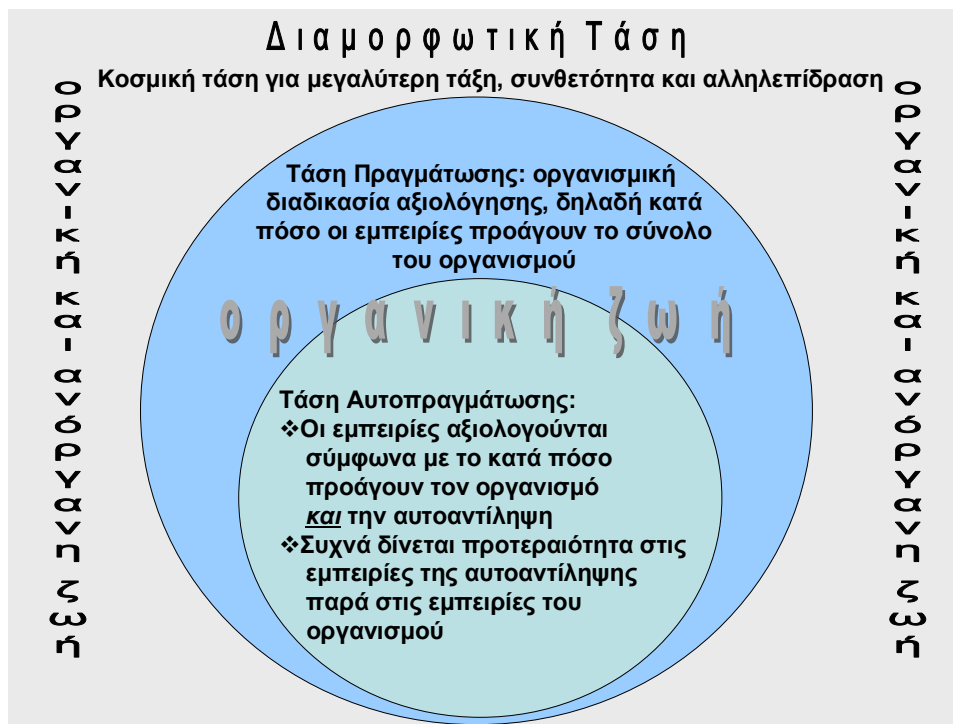 Διαμορφωτική Τάση
Κοσμική τάση για μεγαλύτερη τάξη, συνθετότητα και αλληλεπίδραση
οργανική και ανόργανη ζωή
Τάση Πραγμάτωσης: οργανισμική
διαδικασία αξιολόγησης, δηλαδή κατά
πόσο οι εμπειρίες προάγουν το σύνολο
του οργανισμού
οργανική ζωή
Τάση Αυτοπραγμάτωσης:
❖Οι εμπειρίες αξιολογούνται
σύμφωνα με το κατά πόσο
προάγουν τον οργανισμό
και την αυτοαντίληψη
❖Συχνά δίνεται προτεραιότητα στις
εμπειρίες της αυτοαντίληψης
παρά στις εμπειρίες του
οργανισμού
οργανική και ανόργανη ζωή